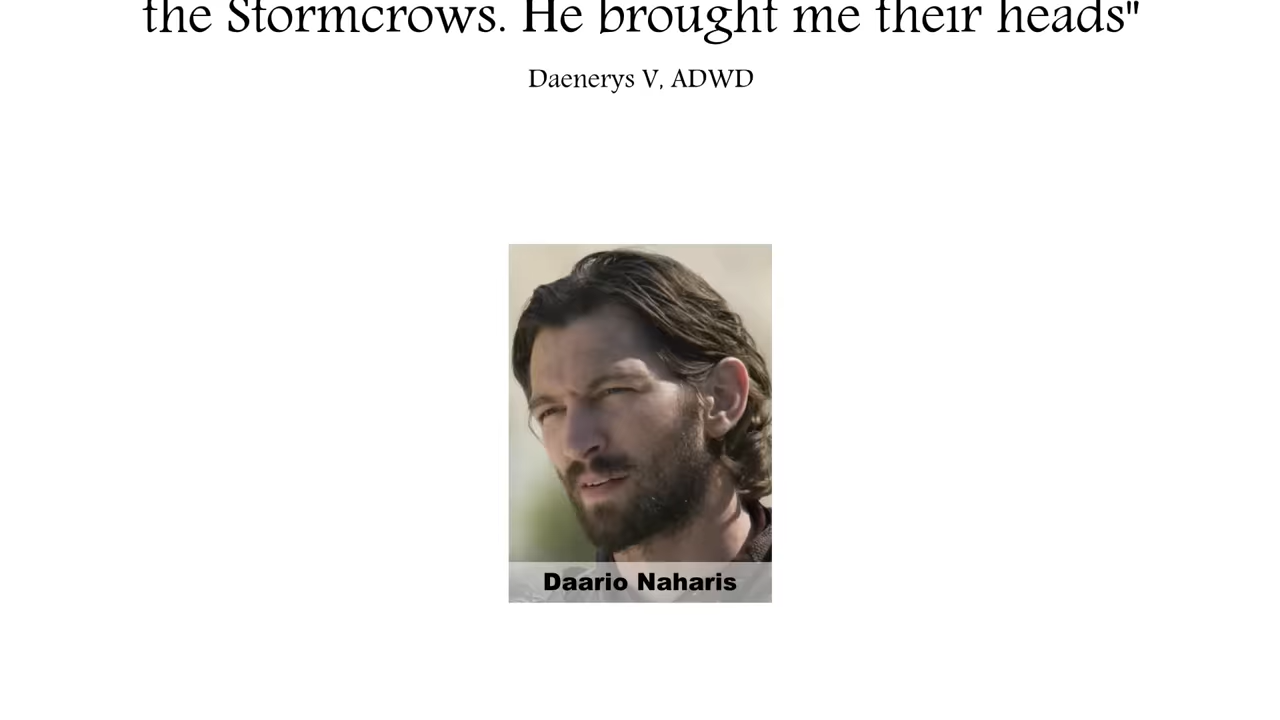 the Stormcrows. He brought me their heads"
Daenerys V, ADWD
Daario Naharis